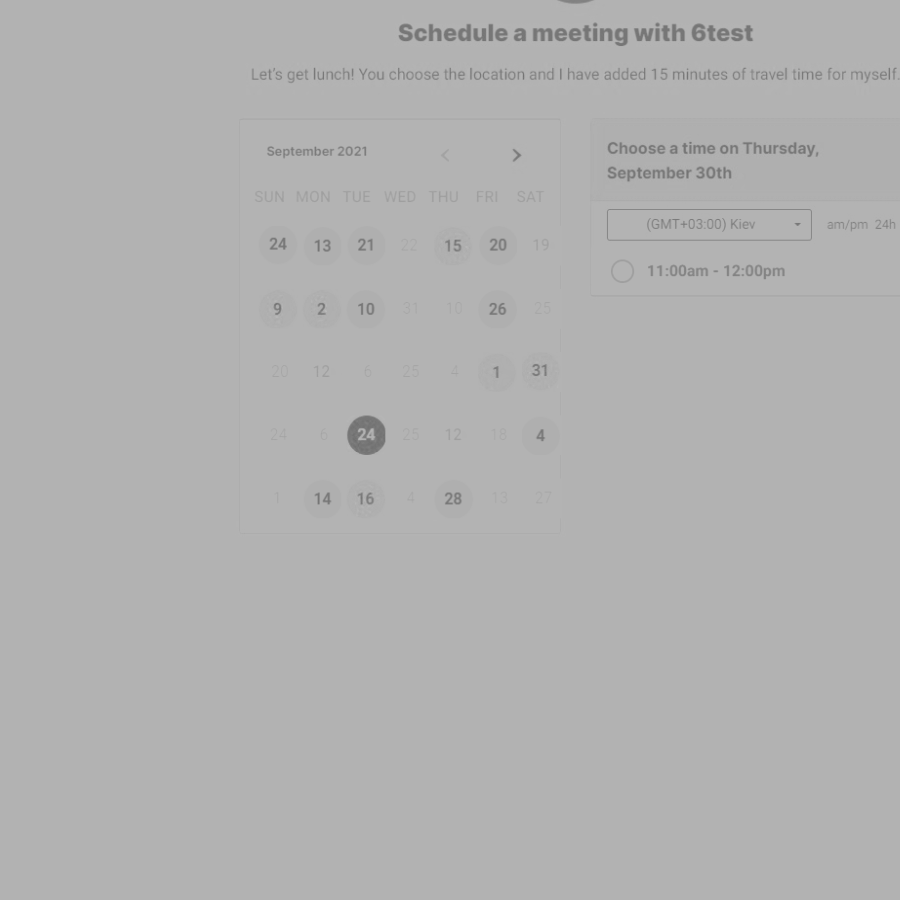 Schedule a meeting with 6test
Let's get lunch! You choose the location and I have added 15 minutes of travel time for myself.
September 2021
SUN MON TUE WED THU FRI SAT
24 13 21 22 15 20 19
9 2 10 31 10 26 25
20 12 6 25 4 1 31
24 6 24 25 12 18 4
1 14 16 4 28 13 27
Choose a time on Thursday,
September 30th
(GMT+03:00) Kiev am/pm 24h
11:00am - 12:00pm